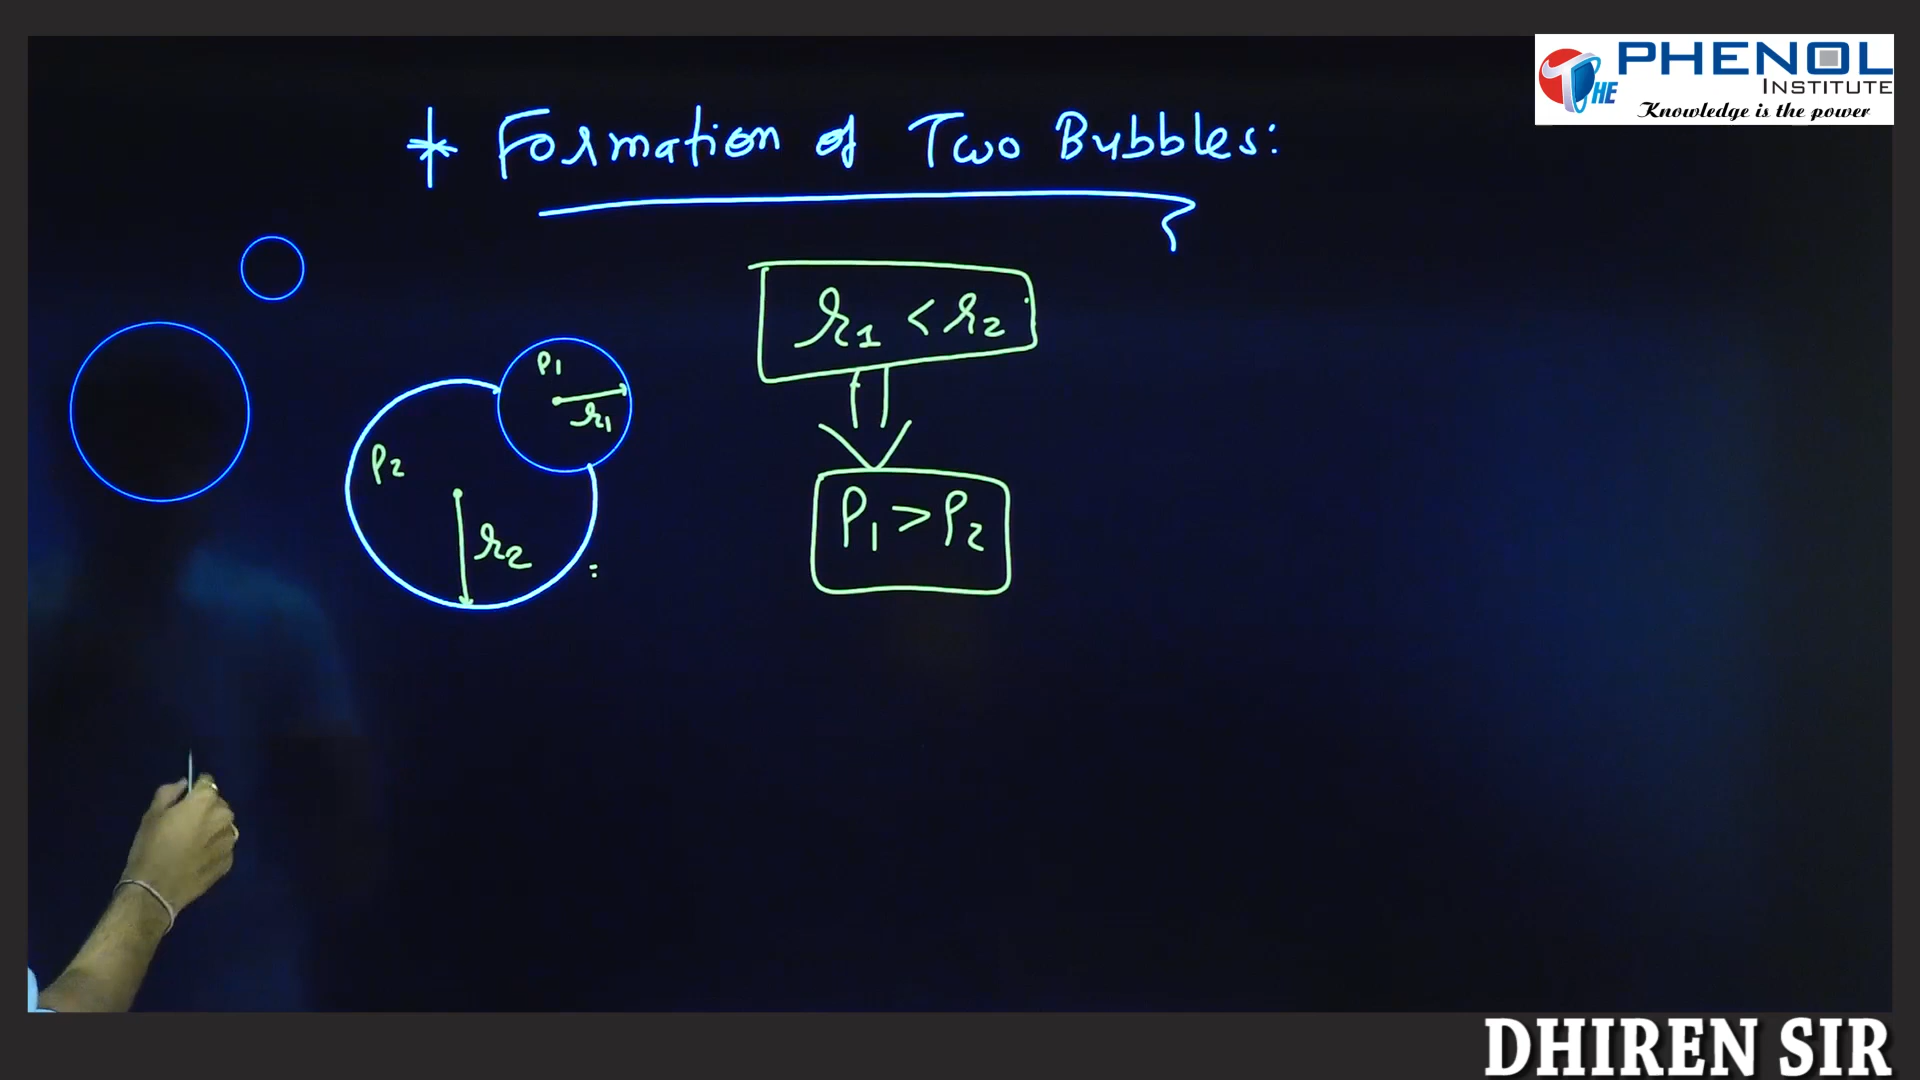 THE PHENOL
INSTITUTE
Knowledge is the power
* Formation of Two Bubbles:
r1 < r2
P1
r1
P2
r2
P1 > P2
DHIREN SIR